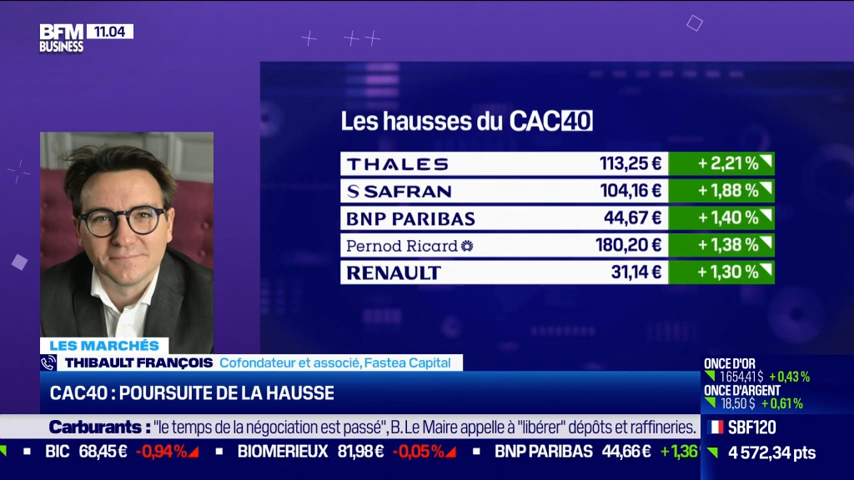 BFM 11.04
BUSINESS
Les hausses du CAC40
THALES 113,25 € + 2,21 %
SAFRAN 104,16 € + 1,88 %
BNP PARIBAS 44,67 € + 1,40 %
Pernod Ricard 180,20 € + 1,38 %
RENAULT 31,14 € + 1,30 %
LES MARCHÉS
THIBAULT FRANÇOIS Cofondateur et associé, Fastea Capital
CAC40 : POURSUITE DE LA HAUSSE
ONCE D'OR
1 654,41 $ + 0,43 %
ONCE D'ARGENT
18,50 $ + 0,61 %
Carburants : "le temps de la négociation est passé", B. Le Maire appelle à "libérer" dépôts et raffineries.
SBF120
4 572,34 pts
BIC 68,45€ -0,94% BIOMERIEUX 81,98€ -0,05% BNP PARIBAS 44,66€ +1,36